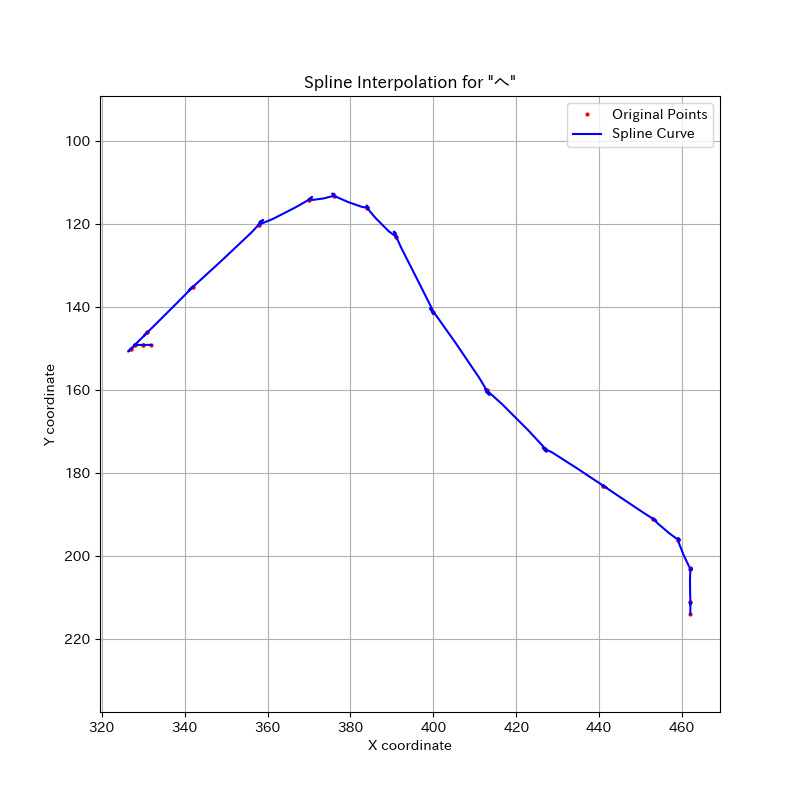 Spline Interpolation for "へ"
Original Points
Spline Curve
100
120
140
160
180
200
220
Y coordinate
320 340 360 380 400 420 440 460
X coordinate